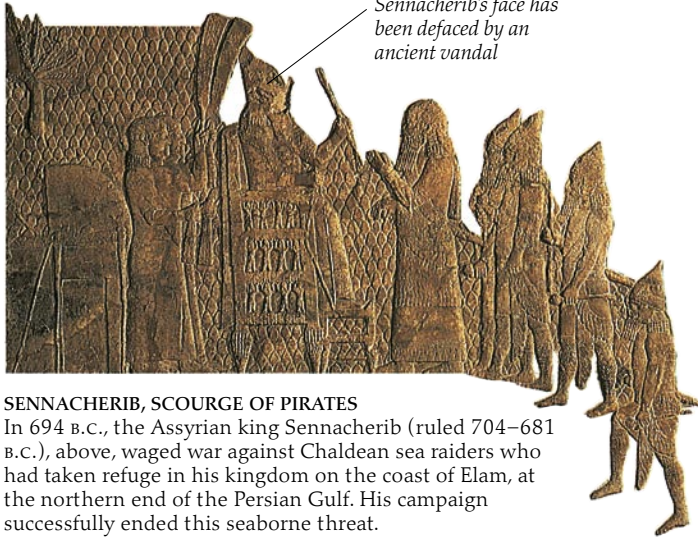 Sennacherib's face has
been defaced by an
ancient vandal
SENNACHERIB, SCOURGE OF PIRATES
In 694 B.C., the Assyrian king Sennacherib (ruled 704–681
B.C.), above, waged war against Chaldean sea raiders who
had taken refuge in his kingdom on the coast of Elam, at
the northern end of the Persian Gulf. His campaign
successfully ended this seaborne threat.